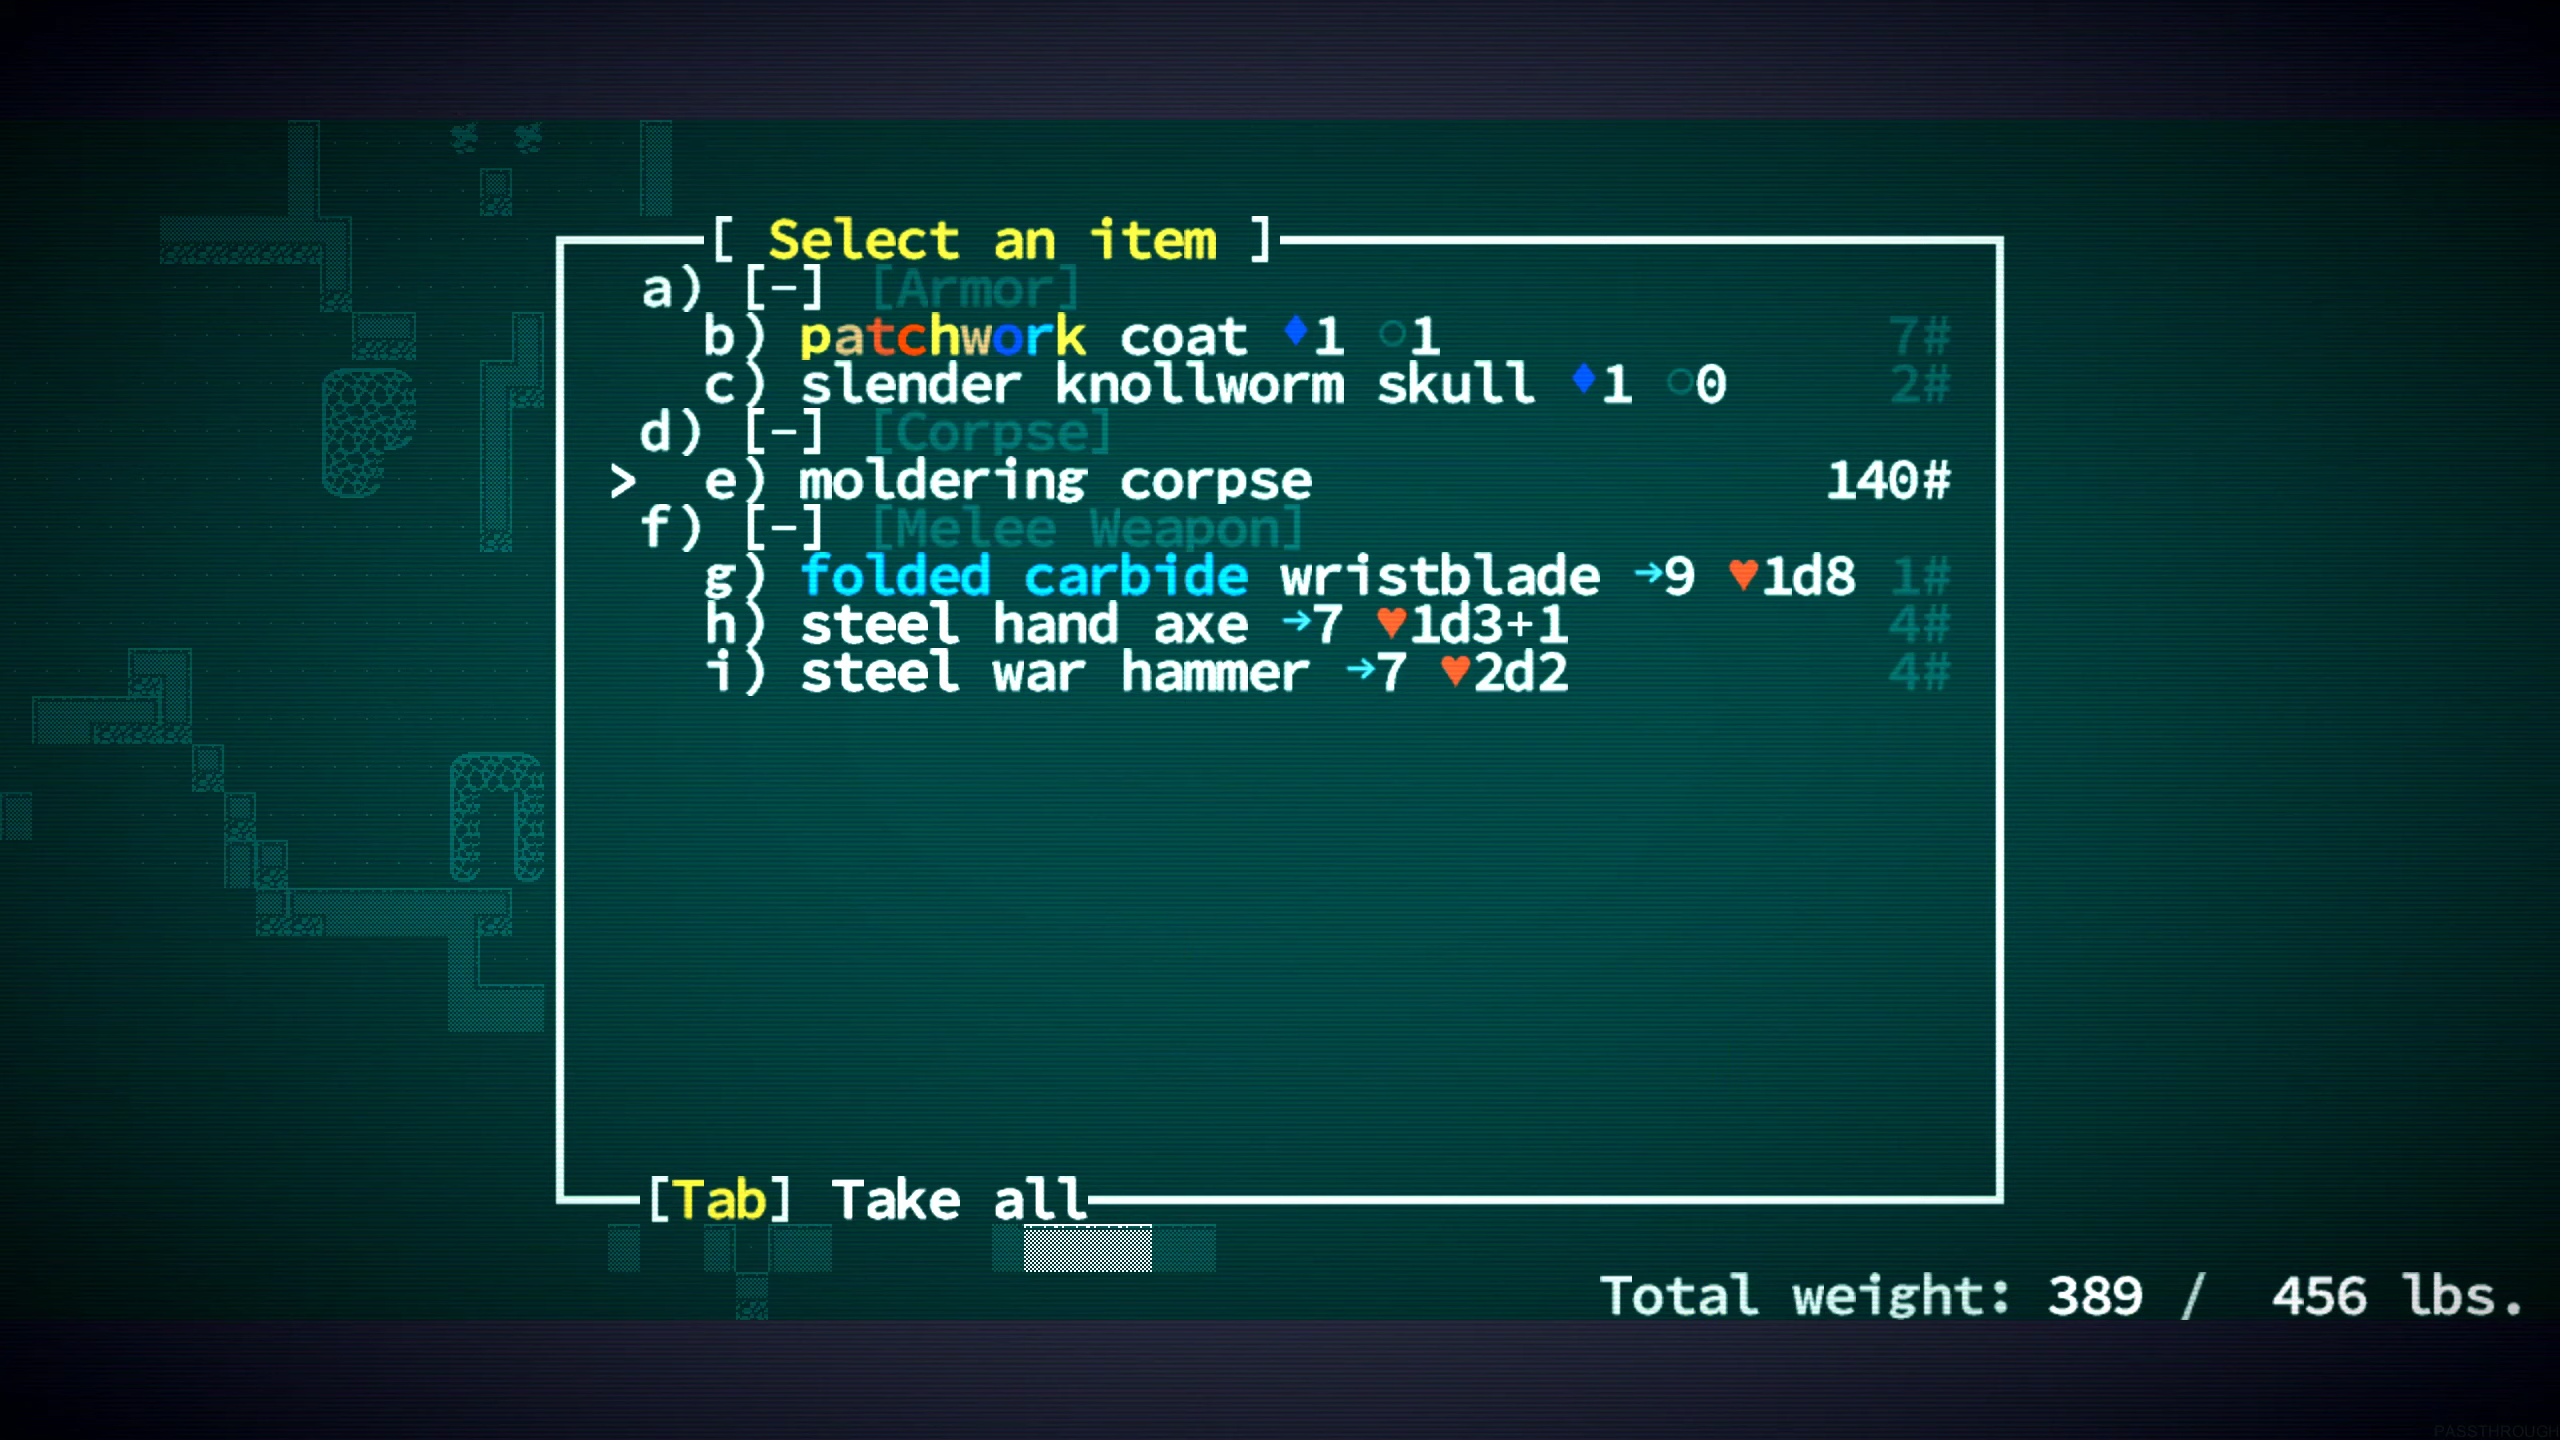 [ Select an item ]
a) [-] [Armor]
b) patchwork coat ♦1 ○1 7#
c) slender knollworm skull ♦1 ○0 2#
d) [-] [Corpse]
> e) moldering corpse 140#
f) [-] [Melee Weapon]
g) folded carbide wristblade →9 ♥1d8 1#
h) steel hand axe →7 ♥1d3+1 4#
i) steel war hammer →7 ♥2d2 4#
[Tab] Take all
Total weight: 389 / 456 lbs.
PASSTHROUGH